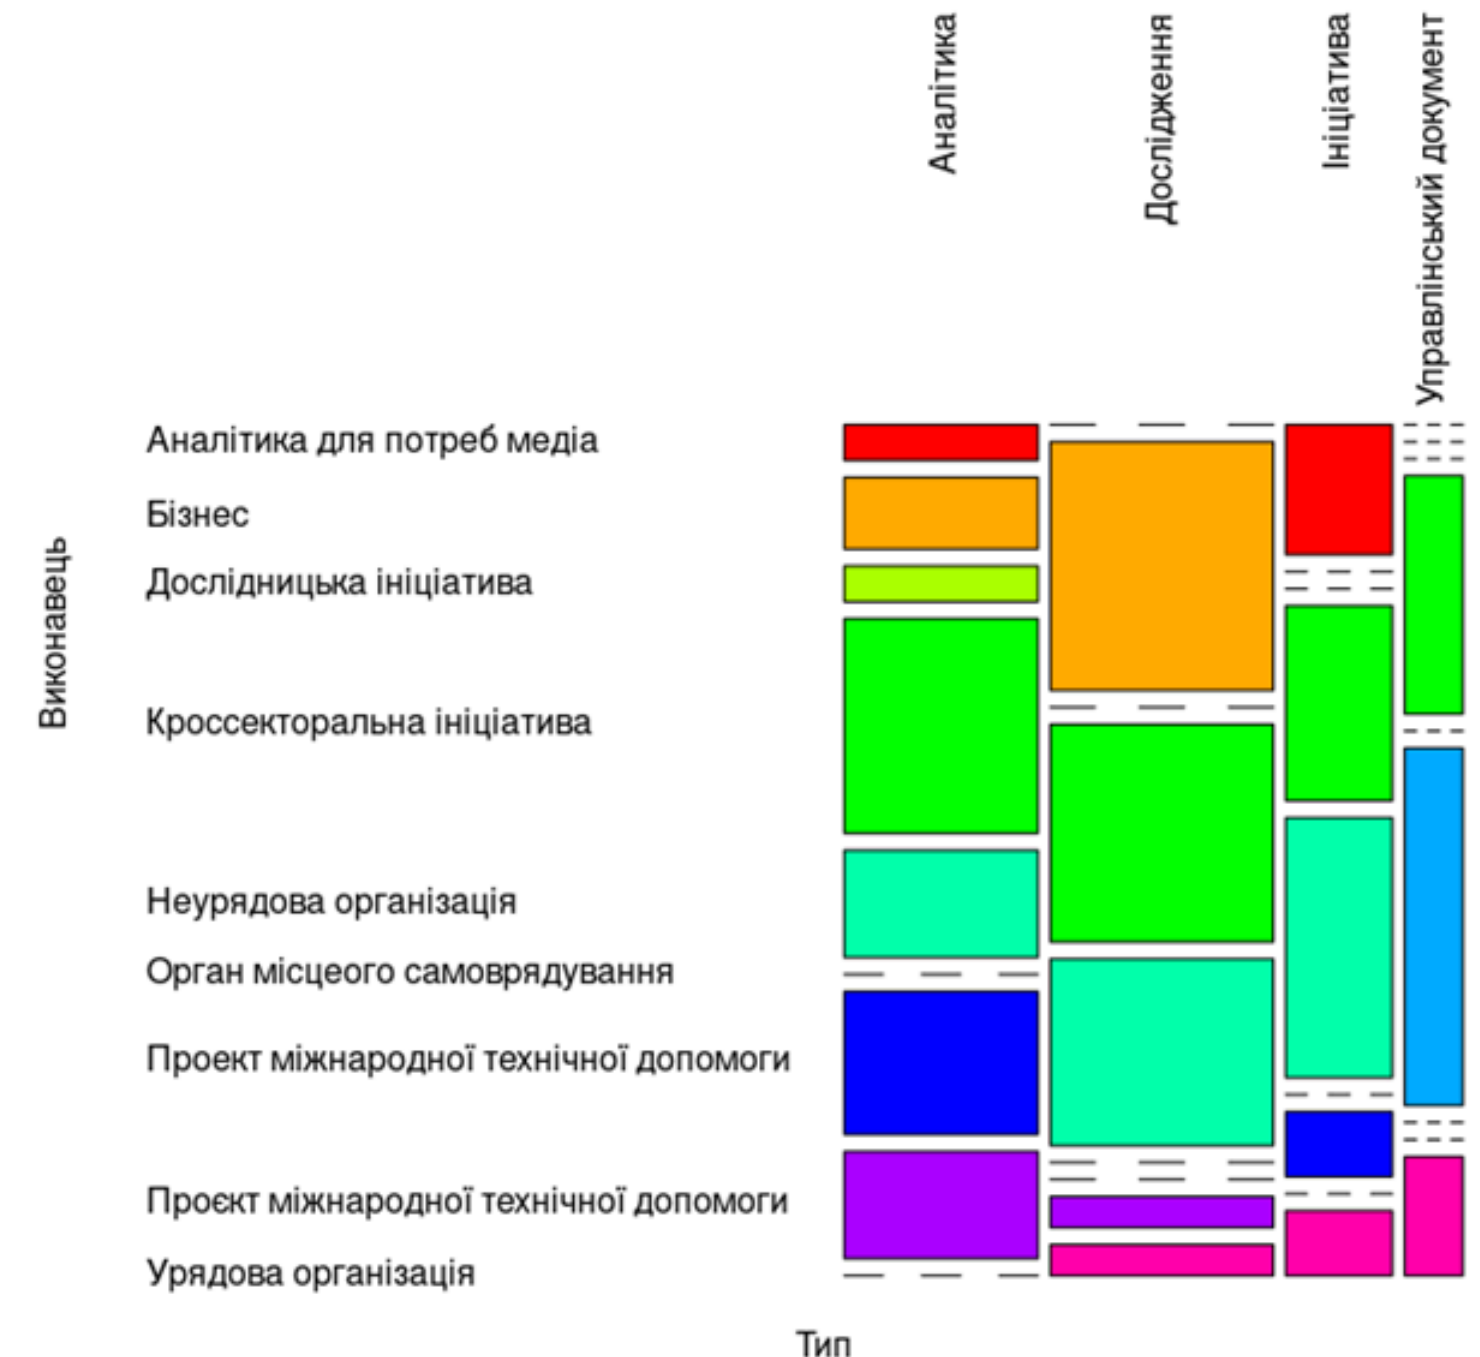 Аналітика
Дослідження
Ініціатива
Управлінський документ
Виконавець
Аналітика для потреб медіа
Бізнес
Дослідницька ініціатива
Кроссекторальна ініціатива
Неурядова організація
Орган місцеого самоврядування
Проект міжнародної технічної допомоги
Проєкт міжнародної технічної допомоги
Урядова організація
Тип